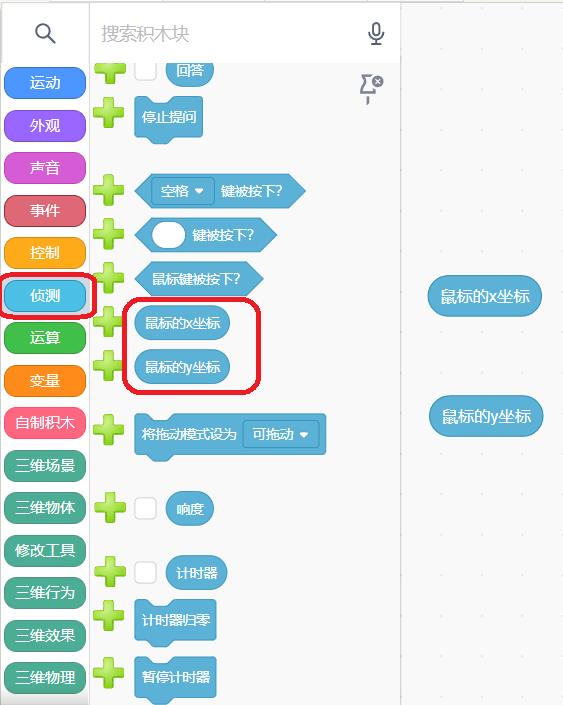 搜索积木块
运动
外观
声音
事件
控制
侦测
运算
变量
自制积木
三维场景
三维物体
修改工具
三维行为
三维效果
三维物理
回答
停止提问
空格 键被按下?
键被按下?
鼠标键被按下?
鼠标的x坐标
鼠标的y坐标
将拖动模式设为 可拖动
响度
计时器
计时器归零
暂停计时器
鼠标的x坐标
鼠标的y坐标